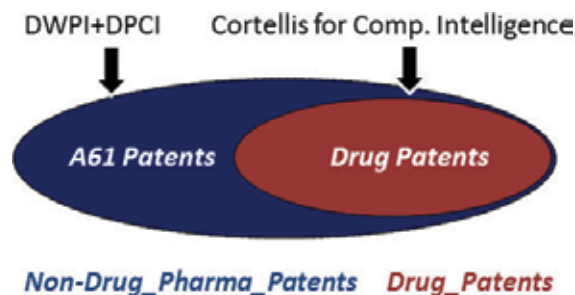 DWPI+DPCI Cortellis for Comp. Intelligence
A61 Patents Drug Patents
Non-Drug_Pharma_Patents Drug_Patents